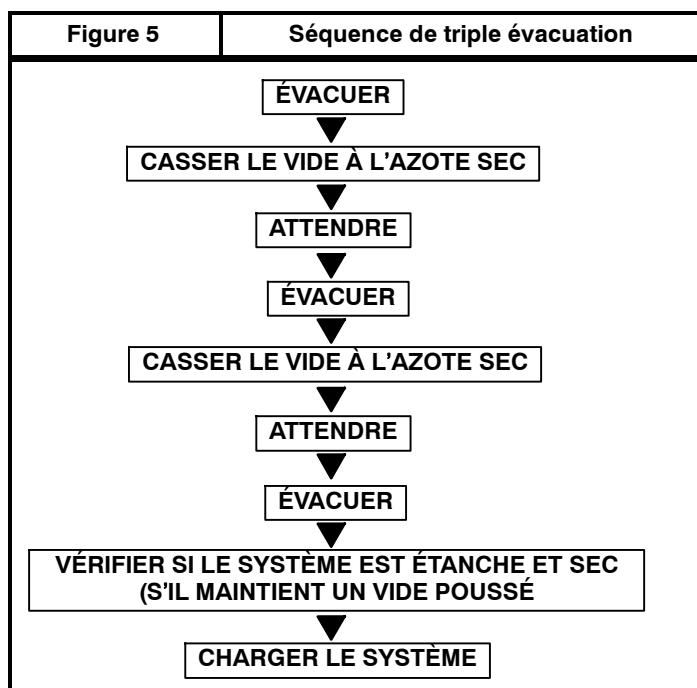 Figure 5
Séquence de triple évacuation
ÉVACUER
CASSER LE VIDE À L'AZOTE SEC
ATTENDRE
ÉVACUER
CASSER LE VIDE À L'AZOTE SEC
ATTENDRE
ÉVACUER
VÉRIFIER SI LE SYSTÈME EST ÉTANCHE ET SEC
(S'IL MAINTIENT UN VIDE POUSSÉ
CHARGER LE SYSTÈME